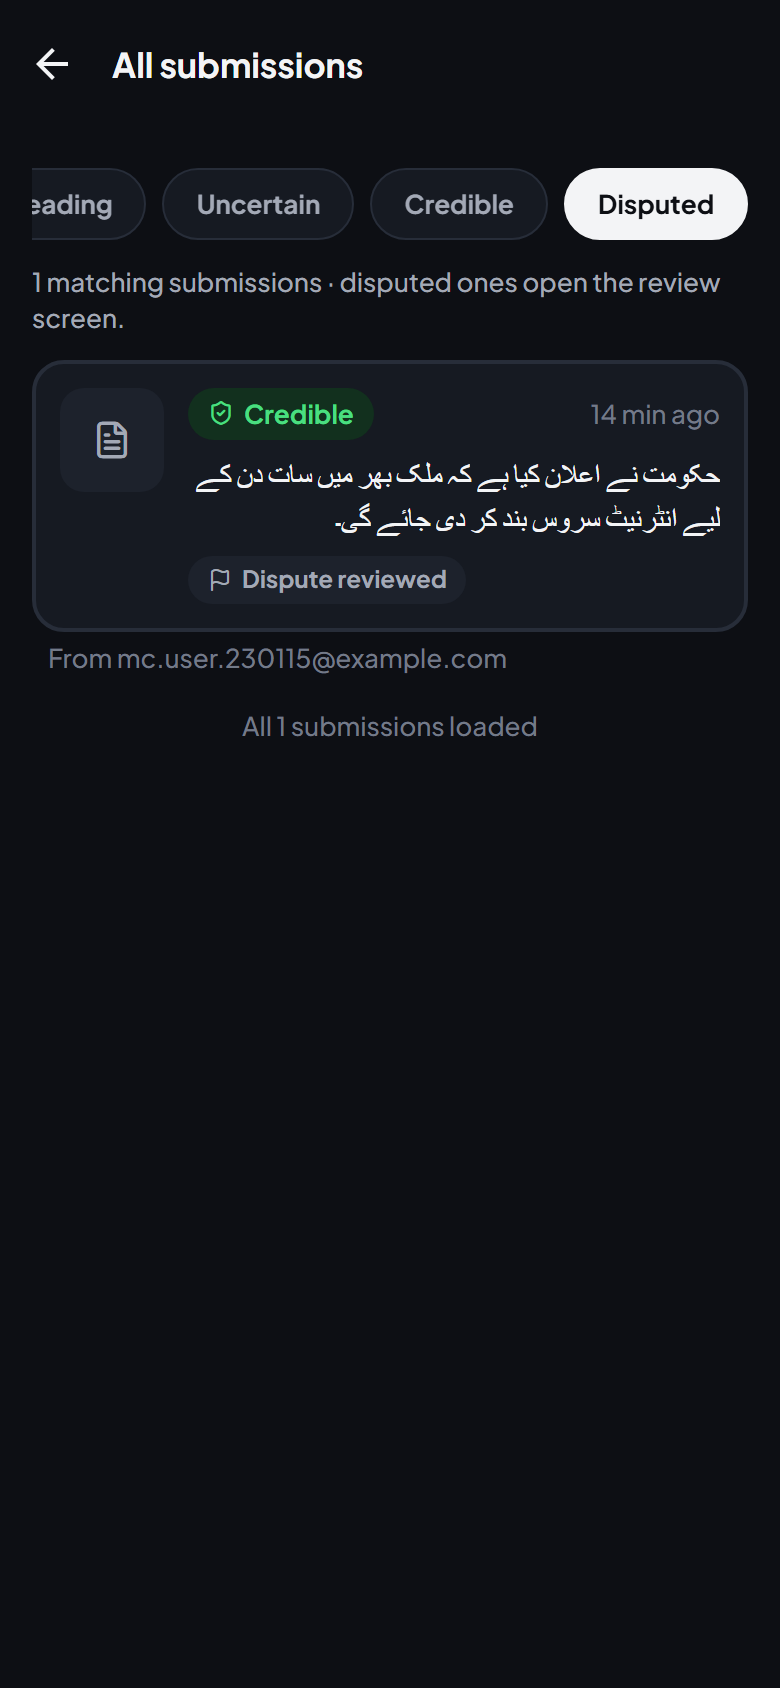 All submissions
eading
Uncertain
Credible
Disputed
1 matching submissions · disputed ones open the review
screen.
Credible
14 min ago
حکومت نے اعلان کیا ہے کہ ملک بھر میں سات دن کے
لیے انٹرنیٹ سروس بند کر دی جائے گی۔
Dispute reviewed
From mc.user.230115@example.com
All 1 submissions loaded